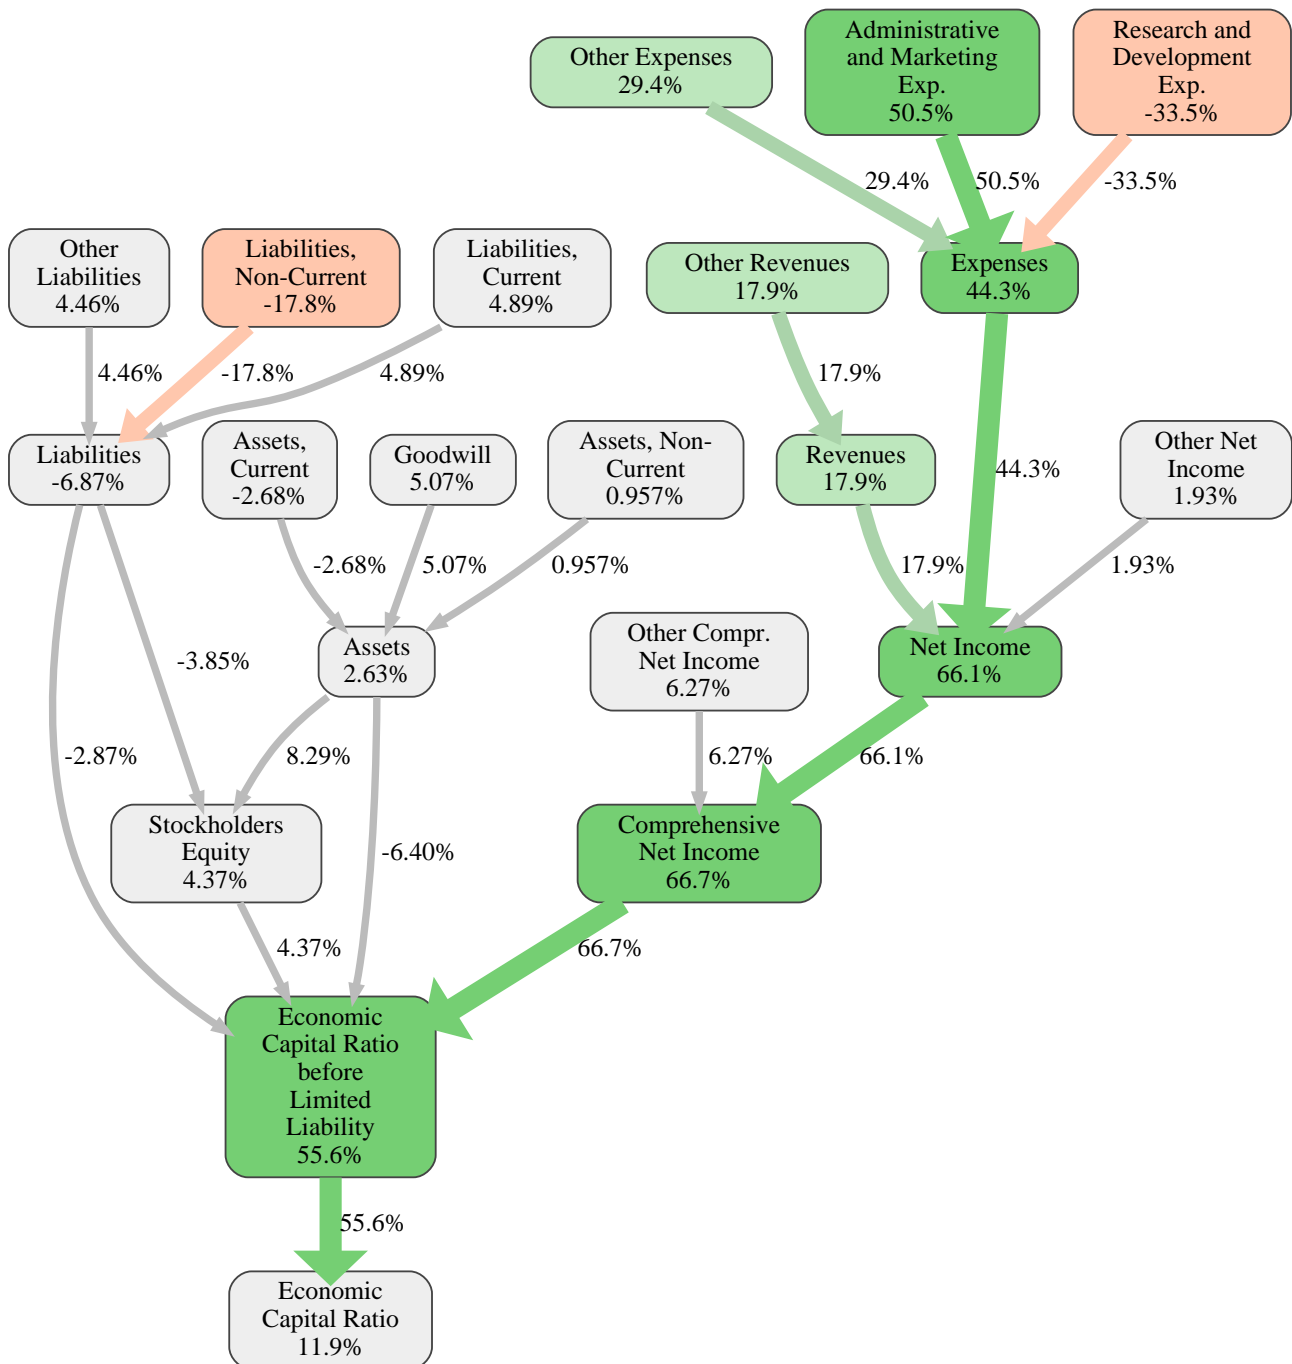 Other Expenses
29.4%
Administrative
and Marketing
Exp.
50.5%
Research and
Development
Exp.
-33.5%
29.4%
50.5%
-33.5%
Other
Liabilities
4.46%
Liabilities,
Non-Current
-17.8%
Liabilities,
Current
4.89%
Other Revenues
17.9%
Expenses
44.3%
4.46%
-17.8%
4.89%
17.9%
44.3%
Liabilities
-6.87%
Assets,
Current
-2.68%
Goodwill
5.07%
Assets, Non-
Current
0.957%
Revenues
17.9%
Other Net
Income
1.93%
-2.68%
5.07%
0.957%
17.9%
1.93%
-3.85%
Assets
2.63%
Other Compr.
Net Income
6.27%
Net Income
66.1%
-2.87%
8.29%
-6.40%
6.27%
66.1%
Stockholders
Equity
4.37%
Comprehensive
Net Income
66.7%
4.37%
66.7%
Economic
Capital Ratio
before
Limited
Liability
55.6%
55.6%
Economic
Capital Ratio
11.9%